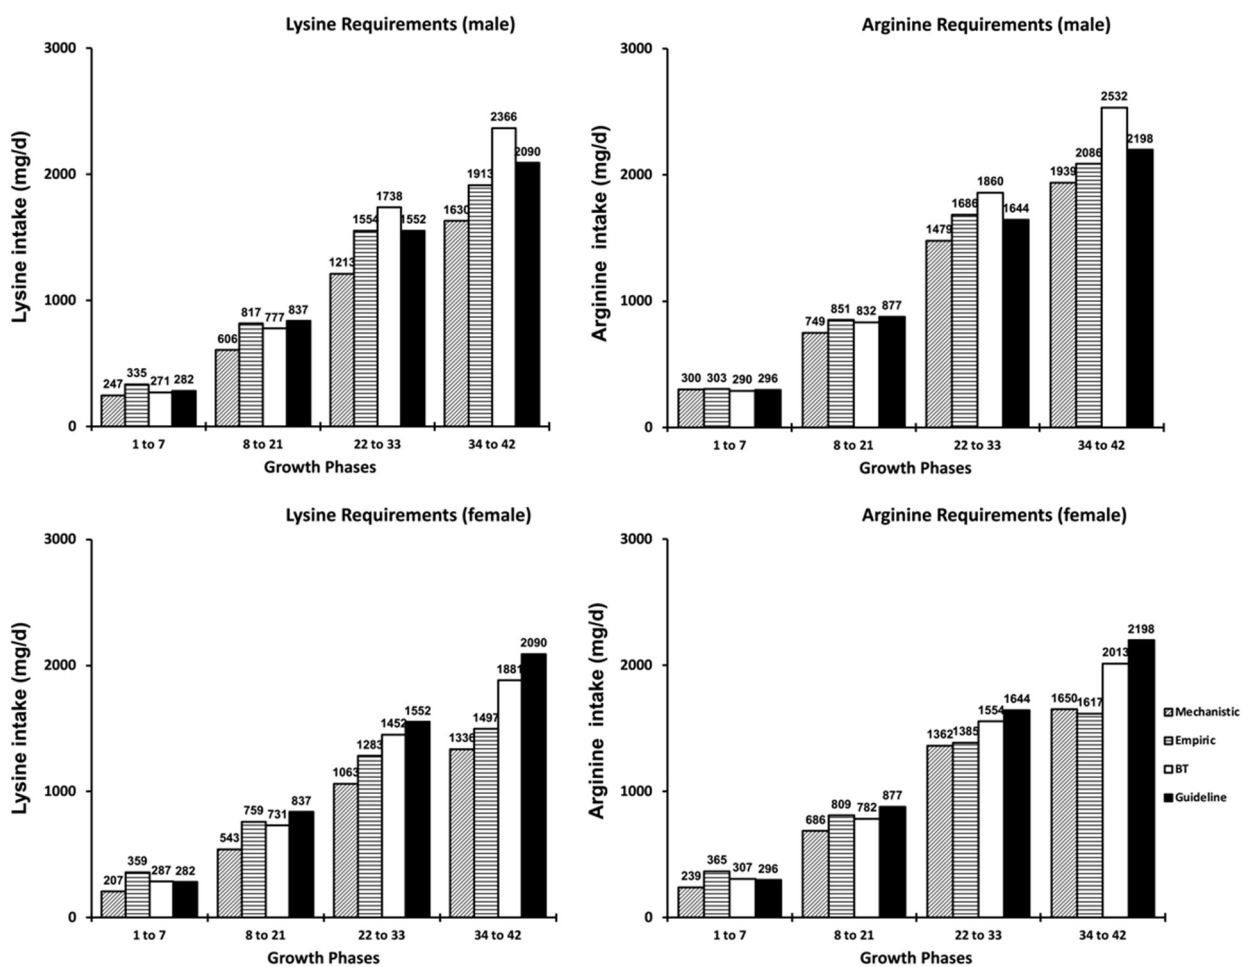 Lysine Requirements (male)
3000
2000
1000
0
Lysine intake (mg/d)
247
335
271
282
606
817
777
837
1213
1554
1738
1552
1630
1913
2366
2090
1 to 7
8 to 21
22 to 33
34 to 42
Growth Phases
Arginine Requirements (male)
3000
2000
1000
0
Arginine intake (mg/d)
300
303
290
296
749
851
832
877
1479
1686
1860
1644
1939
2086
2532
2198
1 to 7
8 to 21
22 to 33
34 to 42
Growth Phases
Lysine Requirements (female)
3000
2000
1000
0
Lysine intake (mg/d)
207
359
287
282
543
759
731
837
1063
1283
1452
1552
1336
1497
1881
2090
1 to 7
8 to 21
22 to 33
34 to 42
Growth Phases
Arginine Requirements (female)
3000
2000
1000
0
Arginine intake (mg/d)
239
365
307
296
686
809
782
877
1362
1385
1554
1644
1650
1617
2013
2198
1 to 7
8 to 21
22 to 33
34 to 42
Growth Phases
Mechanistic
Empiric
BT
Guideline